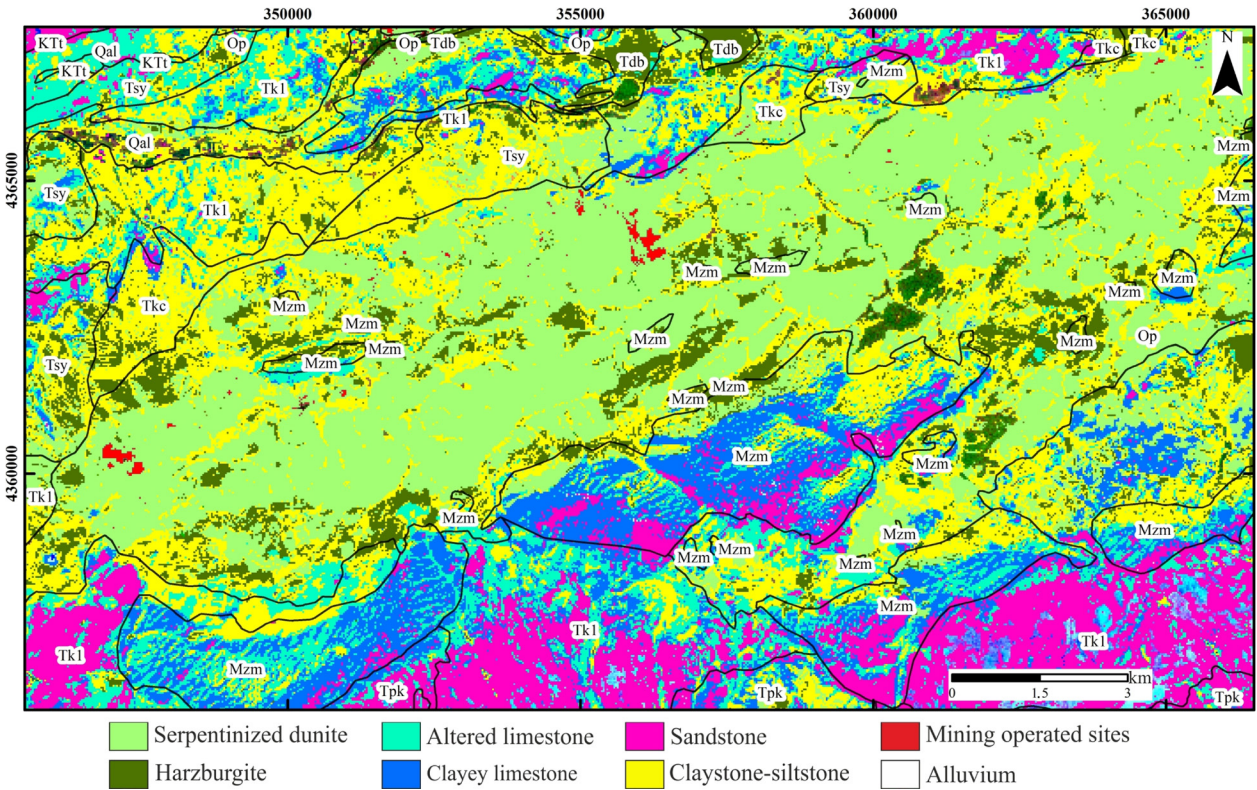 350000 355000 360000 365000
N
KTt Qal Op Op Tdb Op Tdb Tdb Tk1 Tkc Tkc
KTt KTt Mzm
Tsy Tk1 Tsy
Tk1 Tkc
Qal Tsy Mzm
4365000
Tsy Tk1 Mzm
Mzm
Mzm Mzm Mzm
Tkc Mzm Mzm
Mzm
Mzm Mzm Mzm Op
Tsy Mzm
Mzm
Mzm
Mzm Mzm
4360000
Tk1
Mzm Mzm Mzm
Mzm Mzm
Mzm
Mzm
Tk1 Tk1 Tk1
Mzm
Tpk Tpk Tpk
0 1.5 3 km
Serpentinized dunite Altered limestone Sandstone Mining operated sites
Harzburgite Clayey limestone Claystone-siltstone Alluvium